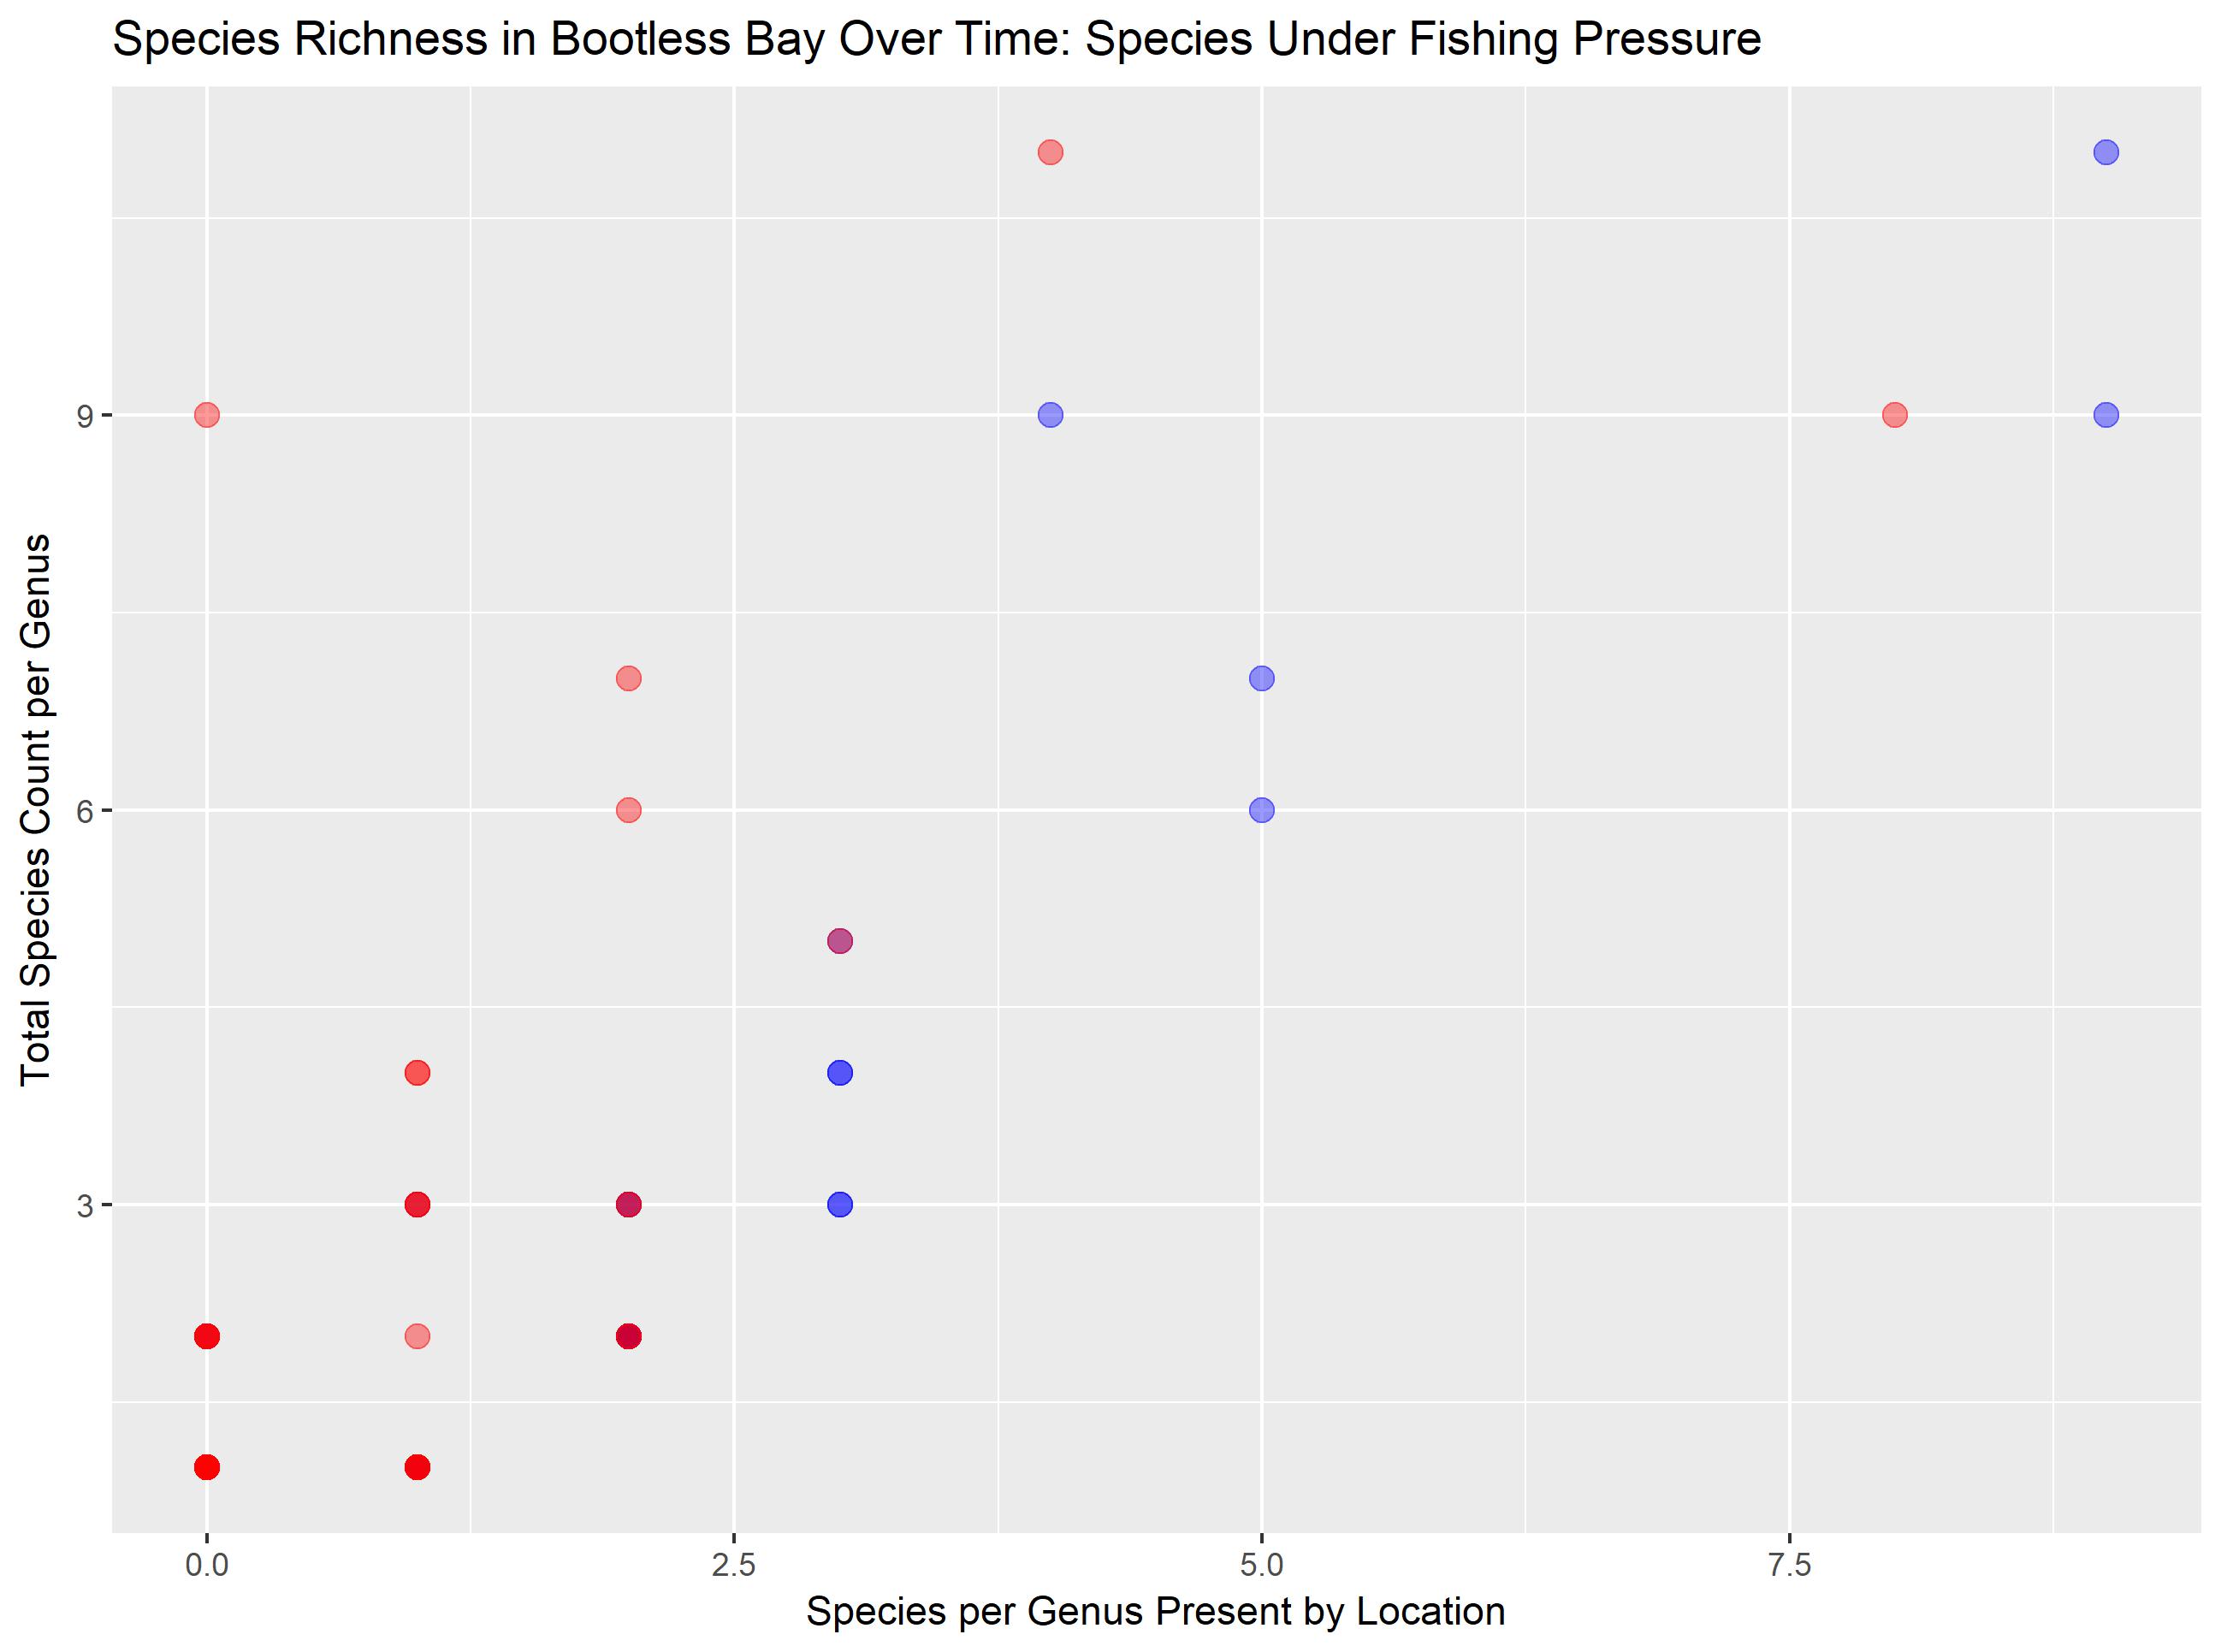 Species Richness in Bootless Bay Over Time: Species Under Fishing Pressure
Total Species Count per Genus
9
6
3
0.0 2.5 5.0 7.5
Species per Genus Present by Location